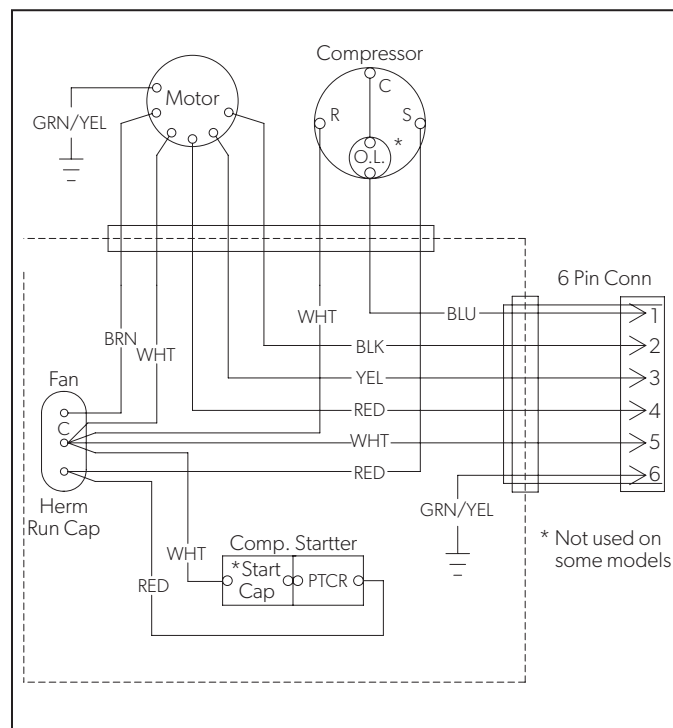 Compressor
Motor
C
R
S
GRN/YEL
O.L.
*
6 Pin Conn
BLU
1
WHT
BRN
WHT
BLK
2
YEL
3
Fan
RED
4
C
WHT
5
RED
6
Herm
Run Cap
GRN/YEL
* Not used on
some models
WHT
Comp. Startter
RED
*Start
Cap
PTCR